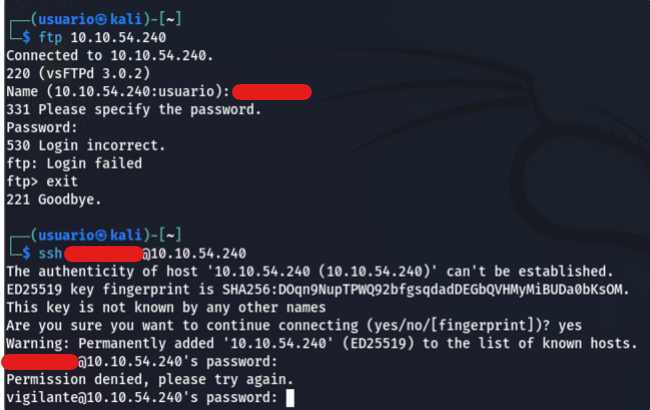 (usuario㉿kali)-[~]
$ ftp 10.10.54.240
Connected to 10.10.54.240.
220 (vsFTPd 3.0.2)
Name (10.10.54.240:usuario):
331 Please specify the password.
Password:
530 Login incorrect.
ftp: Login failed
ftp> exit
221 Goodbye.
(usuario㉿kali)-[~]
$ ssh @10.10.54.240
The authenticity of host '10.10.54.240 (10.10.54.240)' can't be established.
ED25519 key fingerprint is SHA256:DOqn9NupTPWQ92bfgsqdadDEGbQVHMyMiBUDa0bKsOM.
This key is not known by any other names
Are you sure you want to continue connecting (yes/no/[fingerprint])? yes
Warning: Permanently added '10.10.54.240' (ED25519) to the list of known hosts.
@10.10.54.240's password:
Permission denied, please try again.
vigilante@10.10.54.240's password: